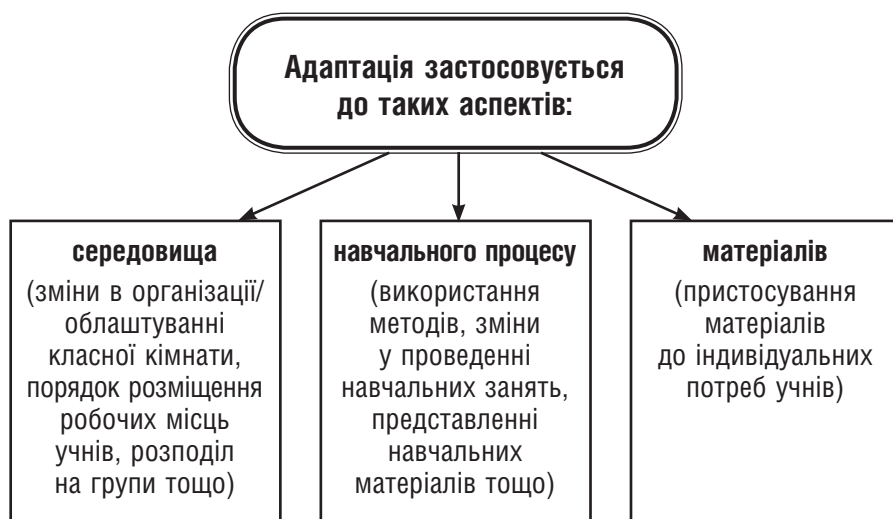 Адаптація застосовується
до таких аспектів:
середовища
(зміни в організації/
облаштуванні
класної кімнати,
порядок розміщення
робочих місць
учнів, розподіл
на групи тощо)
навчального процесу
(використання
методів, зміни
у проведенні
навчальних занять,
представленні
навчальних
матеріалів тощо)
матеріалів
(пристосування
матеріалів
до індивідуальних
потреб учнів)